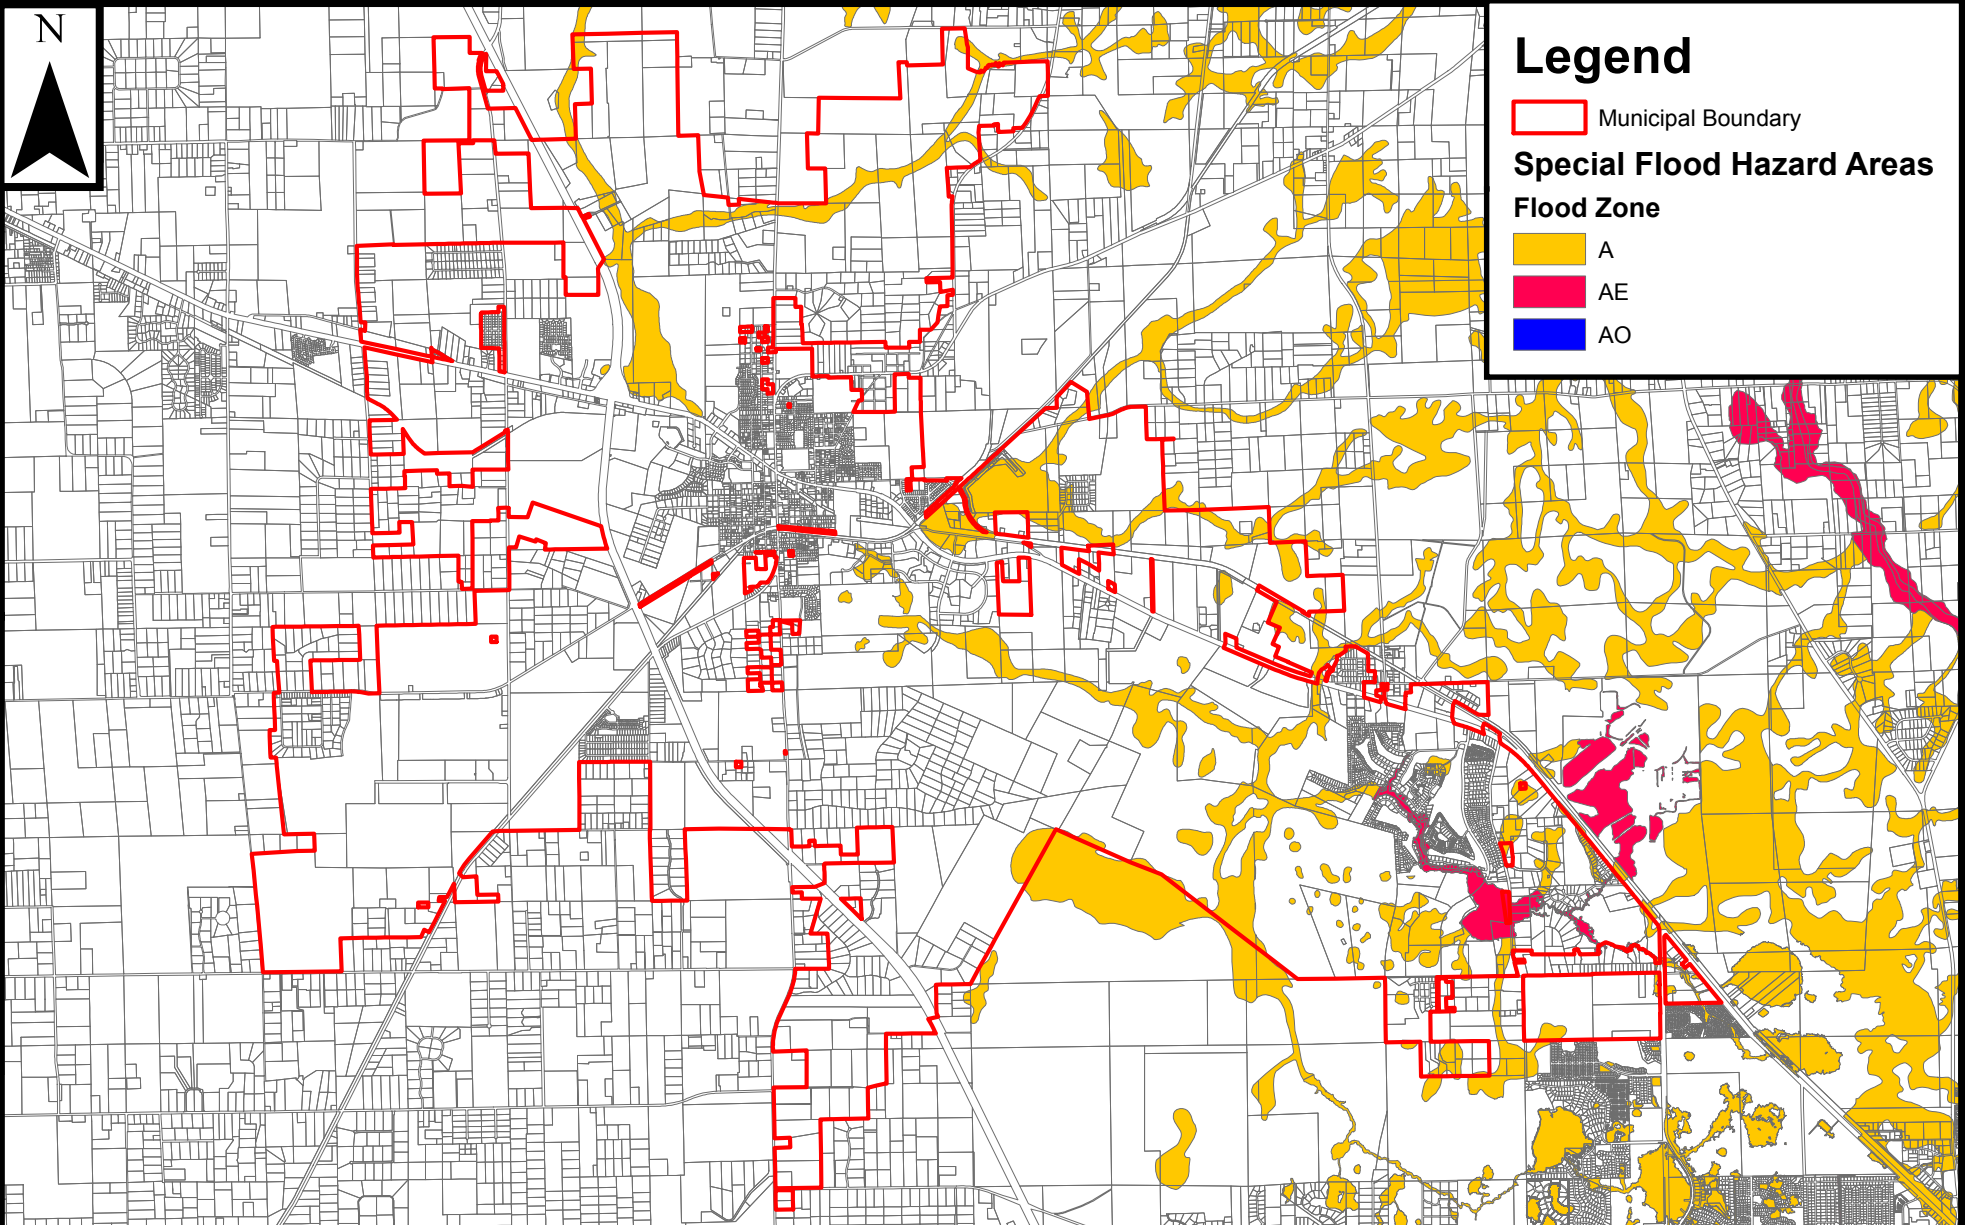 N
Legend
Municipal Boundary
Special Flood Hazard Areas
Flood Zone
A
AE
AO